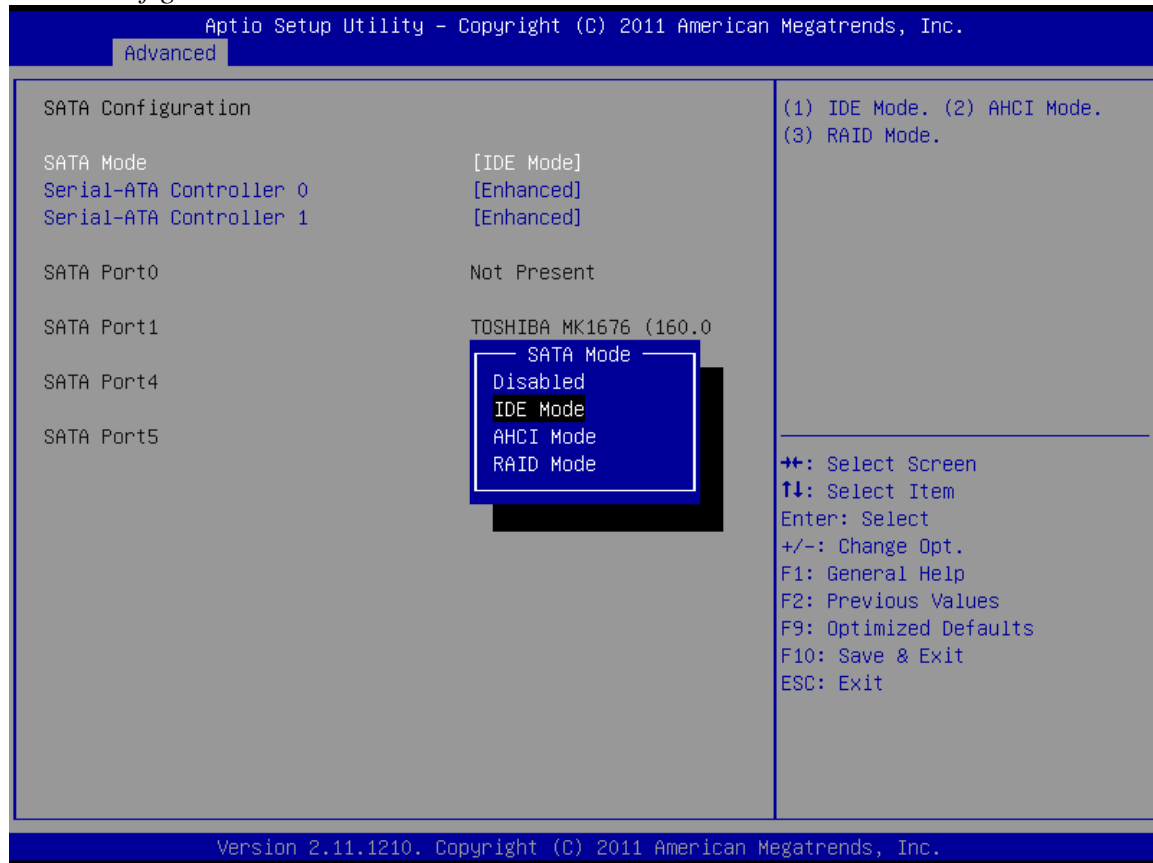 Aptio Setup Utility – Copyright (C) 2011 American Megatrends, Inc.
Advanced
SATA Configuration
SATA Mode [IDE Mode]
Serial-ATA Controller 0 [Enhanced]
Serial-ATA Controller 1 [Enhanced]
SATA Port0 Not Present
SATA Port1 TOSHIBA MK1676 (160.0
SATA Port4
SATA Port5
SATA Mode
Disabled
IDE Mode
AHCI Mode
RAID Mode
(1) IDE Mode. (2) AHCI Mode.
(3) RAID Mode.
→←: Select Screen
↑↓: Select Item
Enter: Select
+/-: Change Opt.
F1: General Help
F2: Previous Values
F9: Optimized Defaults
F10: Save & Exit
ESC: Exit
Version 2.11.1210. Copyright (C) 2011 American Megatrends, Inc.